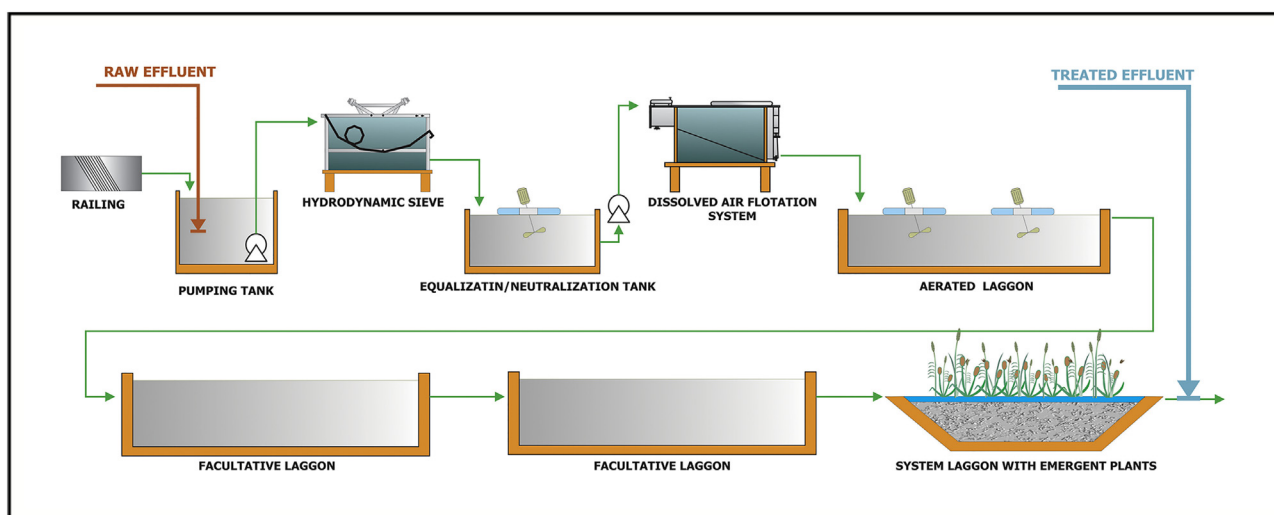 RAW EFFLUENT
TREATED EFFLUENT
RAILING
HYDRODYNAMIC SIEVE
DISSOLVED AIR FLOTATION
SYSTEM
PUMPING TANK
EQUALIZATIN/NEUTRALIZATION TANK
AERATED LAGGON
FACULTATIVE LAGGON
FACULTATIVE LAGGON
SYSTEM LAGGON WITH EMERGENT PLANTS